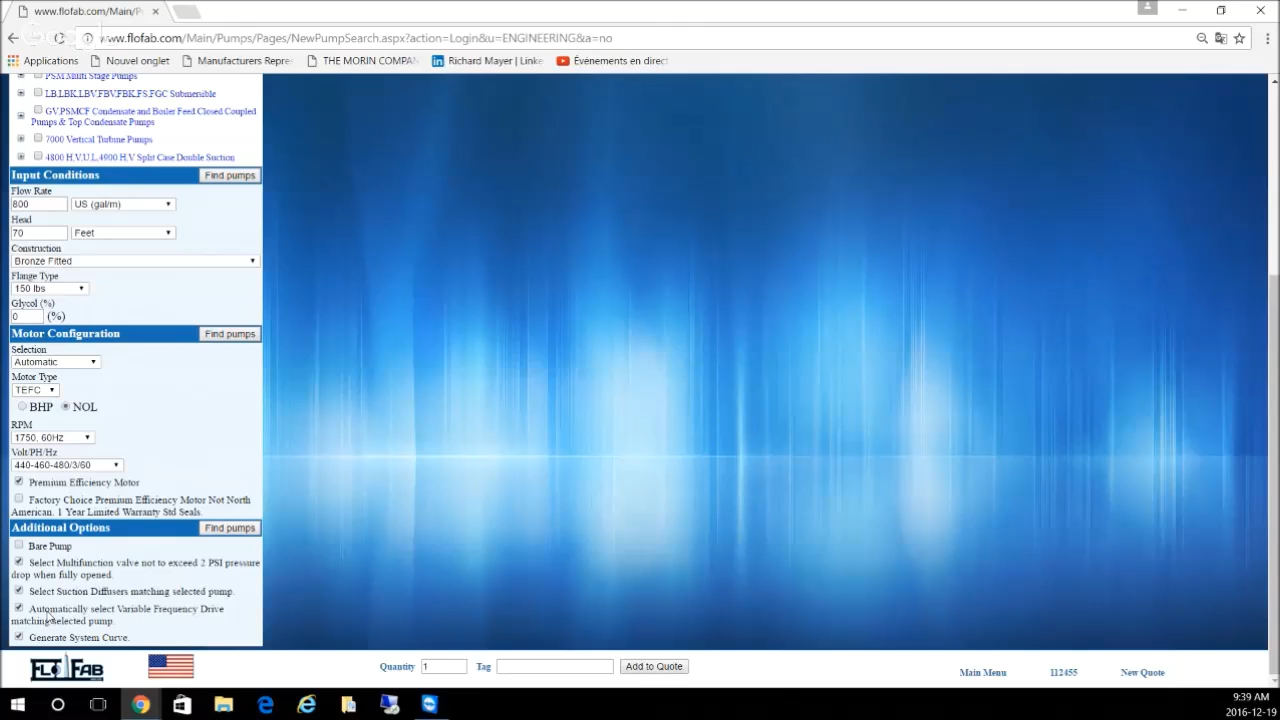 www.flofab.com/Main/P
www.flofab.com/Main/Pumps/Pages/NewPumpSearch.aspx?action=Login&u=ENGINEERING&a=no
Applications
Nouvel onglet
Manufacturers Repre
THE MORIN COMPAN
Richard Mayer | Linke
Événements en direct
PSM Multi Stage Pumps
LB,LBK,LBV,FBV,FBK,FS,FGC Submersible
GV,PSMCF Condensate and Boiler Feed Closed Coupled
Pumps & Top Condensate Pumps
7000 Vertical Turbine Pumps
4800 H,V,U,L,4900 H,V Split Case Double Suction
Input Conditions Find pumps
Flow Rate
800 US (gal/m)
Head
70 Feet
Construction
Bronze Fitted
Flange Type
150 lbs
Glycol (%)
0 (%)
Motor Configuration Find pumps
Selection
Automatic
Motor Type
TEFC
BHP NOL
RPM
1750, 60Hz
Volt/PH/Hz
440-460-480/3/60
Premium Efficiency Motor
Factory Choice Premium Efficiency Motor Not North
American. 1 Year Limited Warranty Std Seals.
Additional Options Find pumps
Bare Pump
Select Multifunction valve not to exceed 2 PSI pressure
drop when fully opened.
Select Suction Diffusers matching selected pump.
Automatically select Variable Frequency Drive
matching selected pump.
Generate System Curve.
FLO FAB
Quantity 1 Tag Add to Quote
Main Menu 112455 New Quote
9:39 AM
2016-12-19